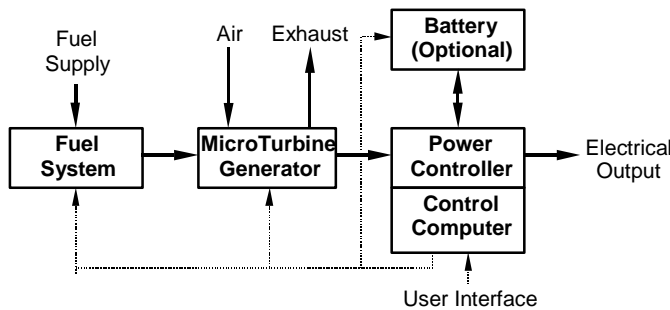 Fuel
Supply
Air
Exhaust
Battery
(Optional)
Fuel
System
MicroTurbine
Generator
Power
Controller
Electrical
Output
Control
Computer
User Interface